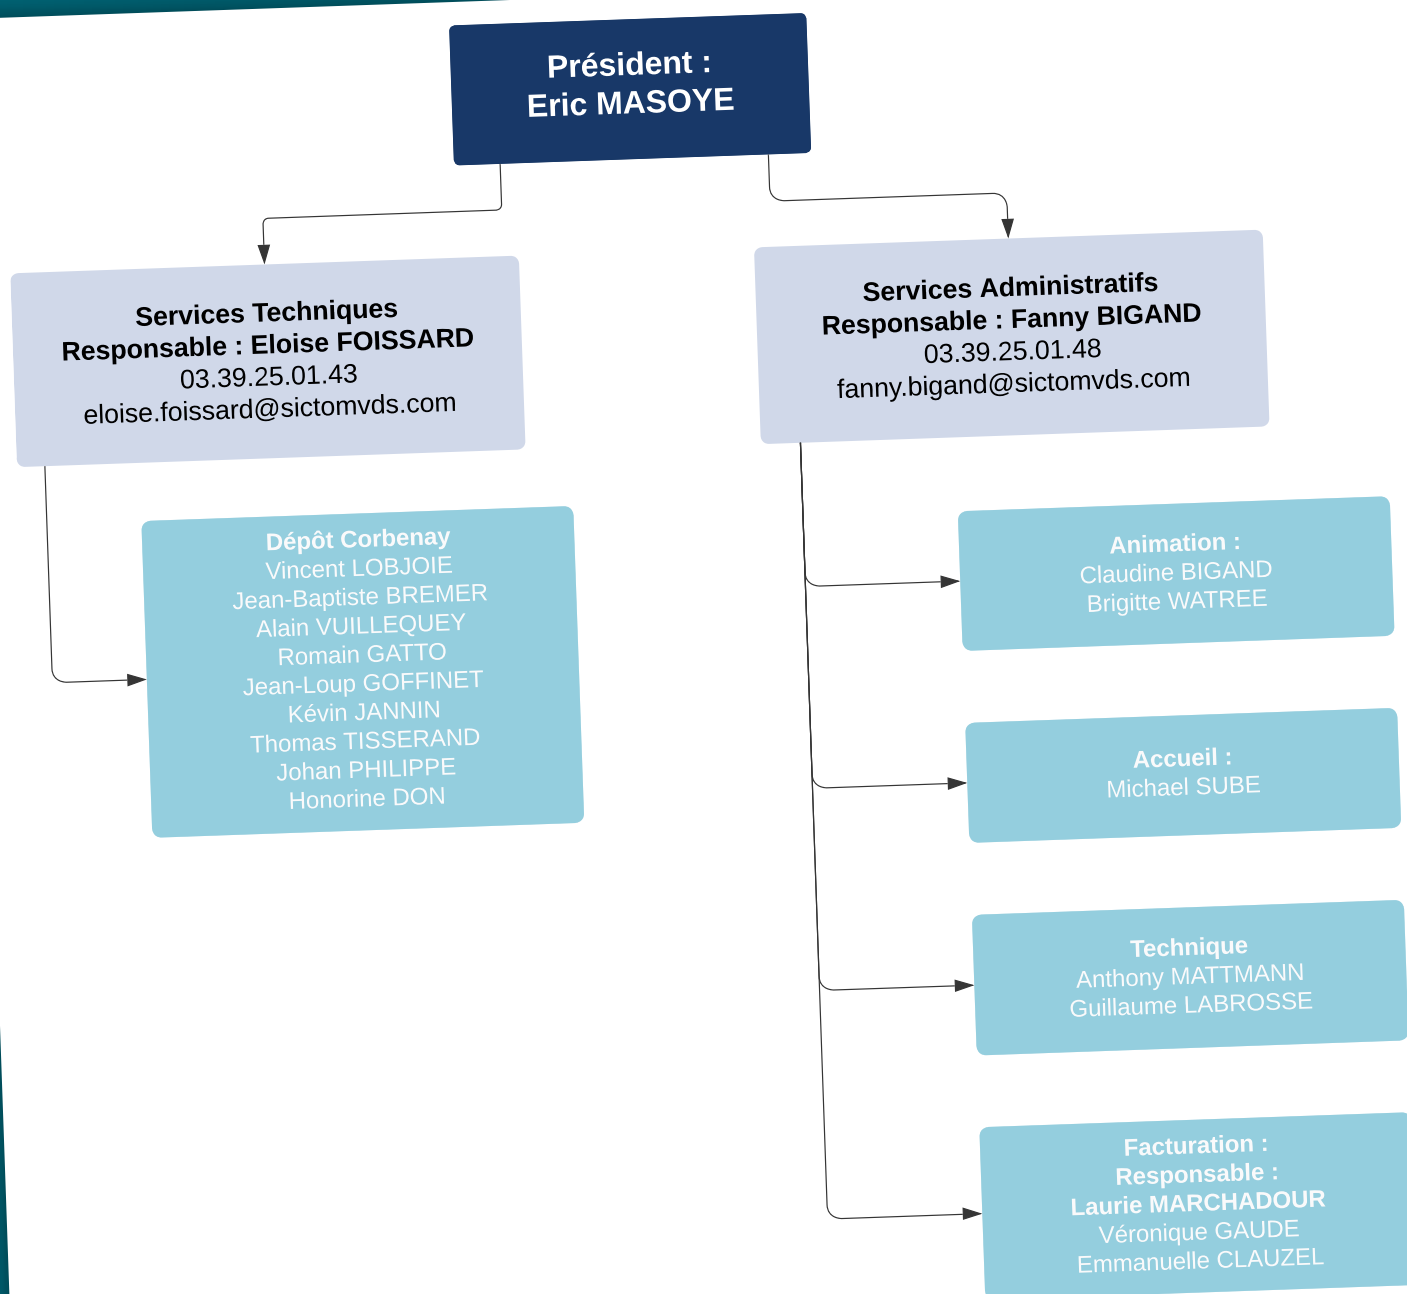 Président :
Eric MASOYE
Services Techniques
Responsable : Eloise FOISSARD
03.39.25.01.43
eloise.foissard@sictomvds.com
Services Administratifs
Responsable : Fanny BIGAND
03.39.25.01.48
fanny.bigand@sictomvds.com
Dépôt Corbenay
Vincent LOBJOIE
Jean-Baptiste BREMER
Alain VUILLEQUEY
Romain GATTO
Jean-Loup GOFFINET
Kévin JANNIN
Thomas TISSERAND
Johan PHILIPPE
Honorine DON
Animation :
Claudine BIGAND
Brigitte WATREE
Accueil :
Michael SUBE
Technique
Anthony MATTMANN
Guillaume LABROSSE
Facturation :
Responsable :
Laurie MARCHADOUR
Véronique GAUDE
Emmanuelle CLAUZEL